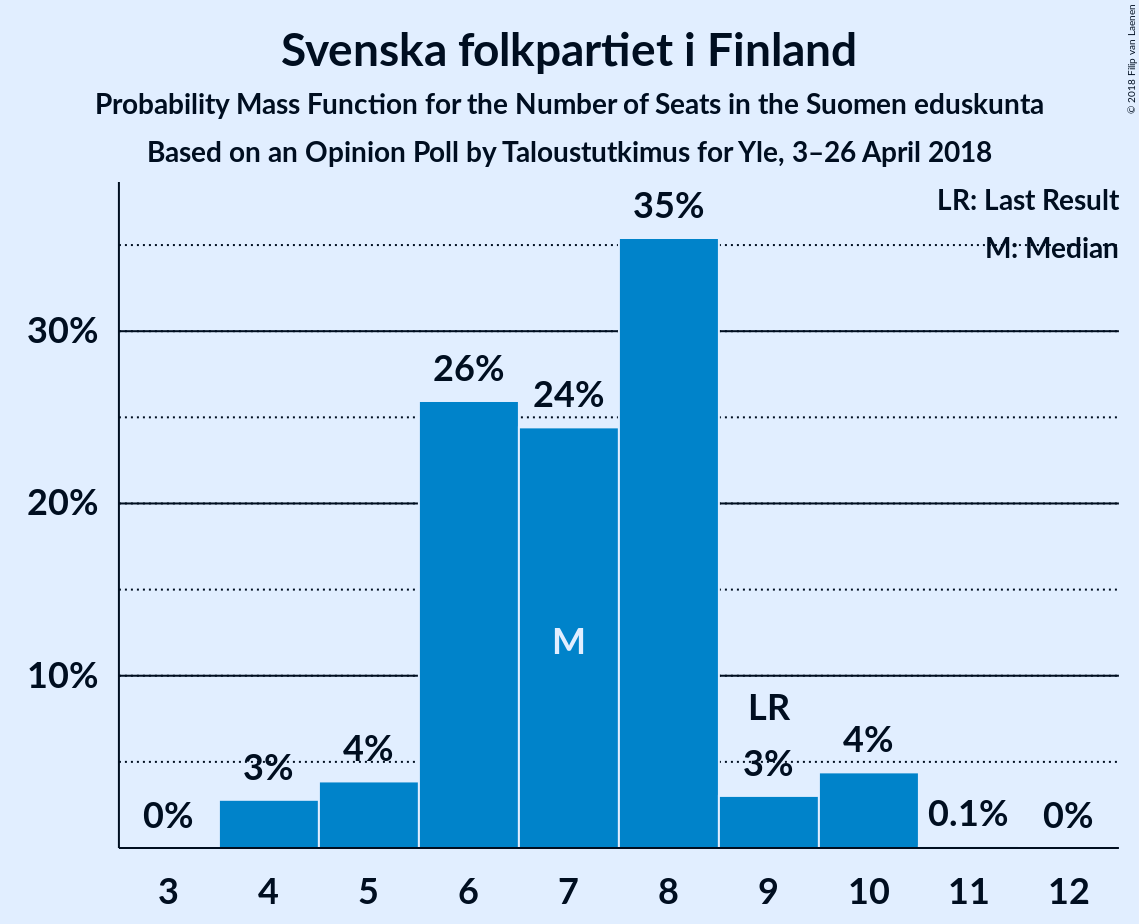 Svenska folkpartiet i Finland
Probability Mass Function for the Number of Seats in the Suomen eduskunta
Based on an Opinion Poll by Taloustutkimus for Yle, 3–26 April 2018
© 2018 Filip van Laenen
LR: Last Result
M: Median
35%
30%
26%
24%
20%
M
10%
LR
0%
3%
4%
3%
4%
0.1%
0%
3 4 5 6 7 8 9 10 11 12